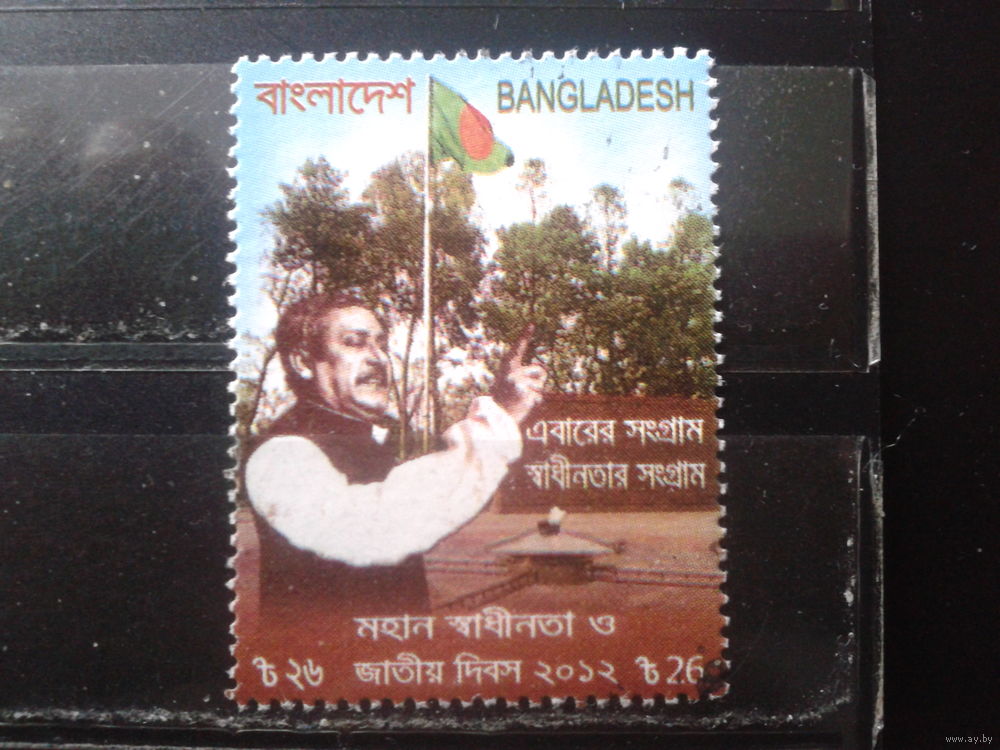 বাংলাদেশ BANGLADESH
এবারের সংগ্রাম
স্বাধীনতার সংগ্রাম
মহান স্বাধীনতা ও
জাতীয় দিবস ২০১২
৳ ২৬ ৳ 26
www.ay.by